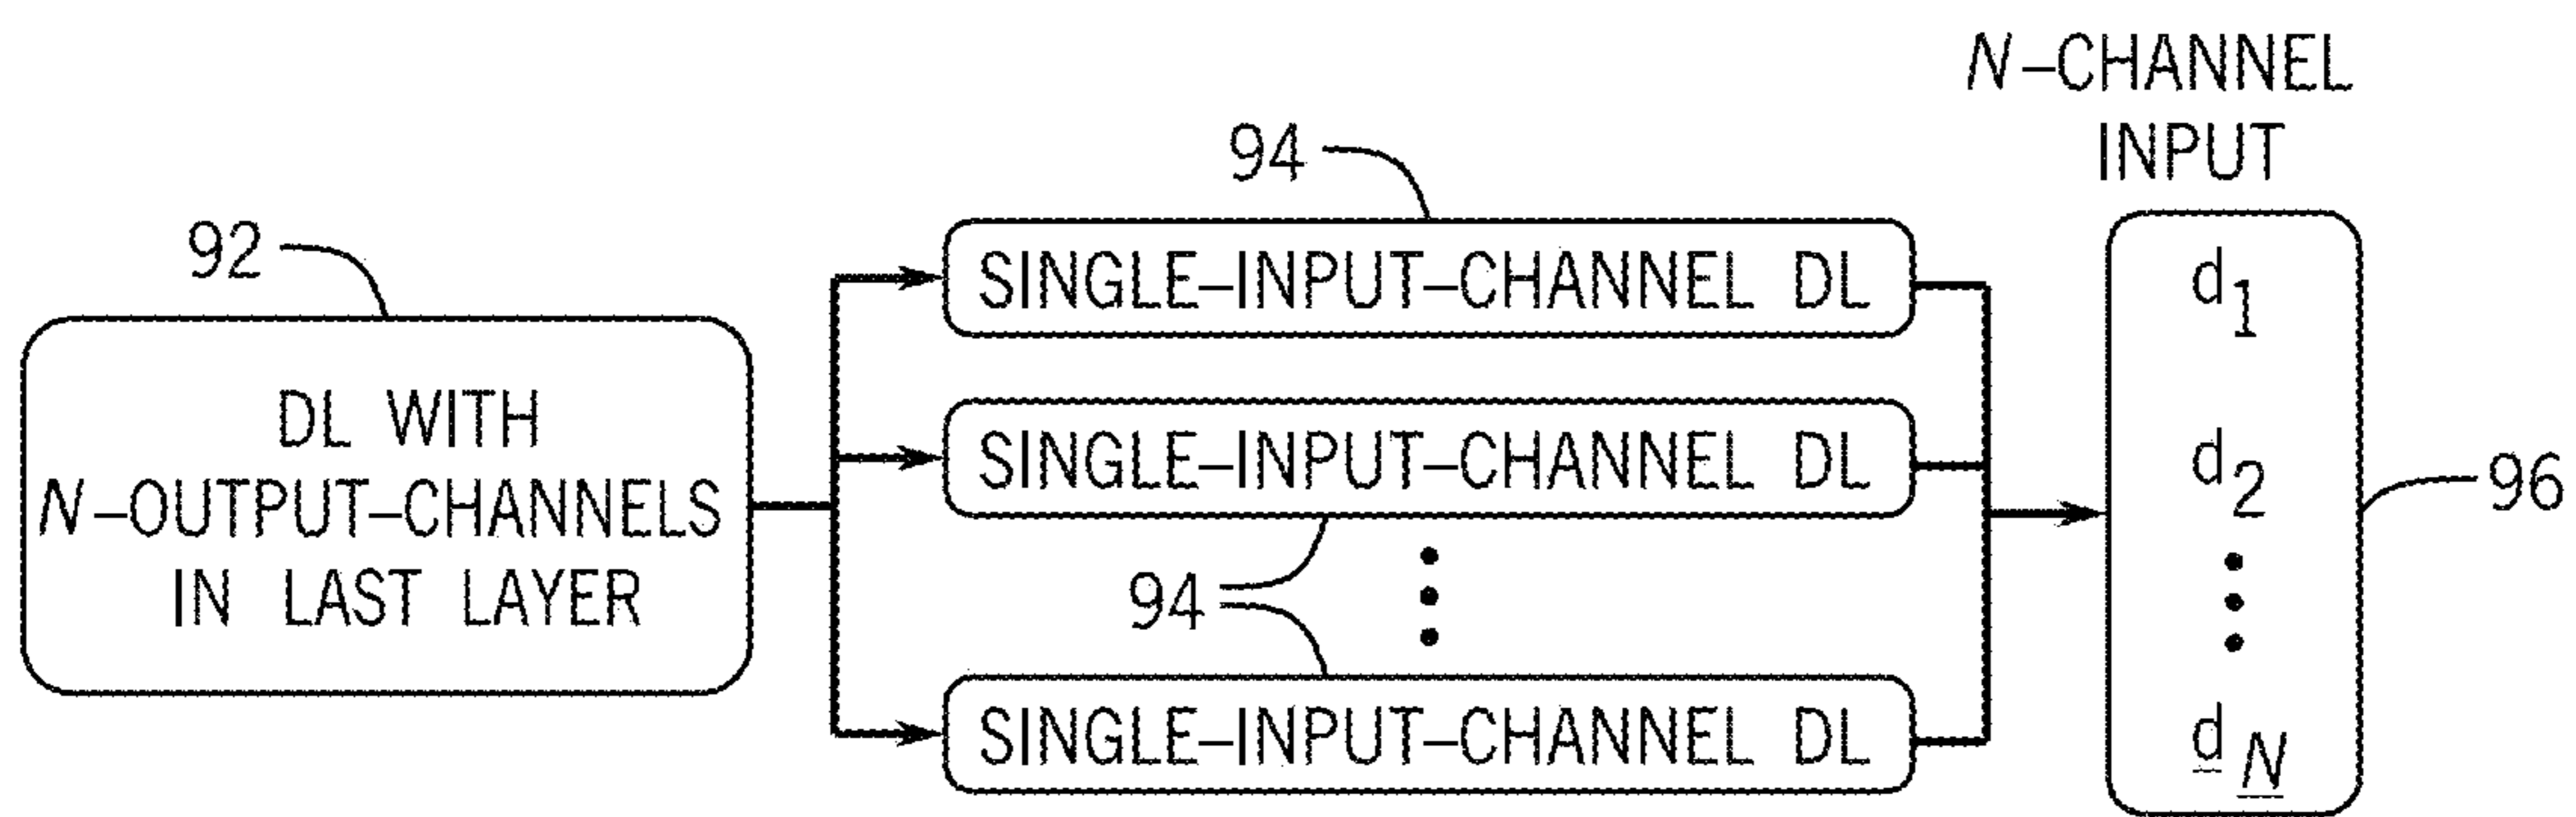 N-CHANNEL
INPUT
94
92
SINGLE-INPUT-CHANNEL DL
d1
DL WITH
N-OUTPUT-CHANNELS
IN LAST LAYER
SINGLE-INPUT-CHANNEL DL
d2
96
94
SINGLE-INPUT-CHANNEL DL
dN